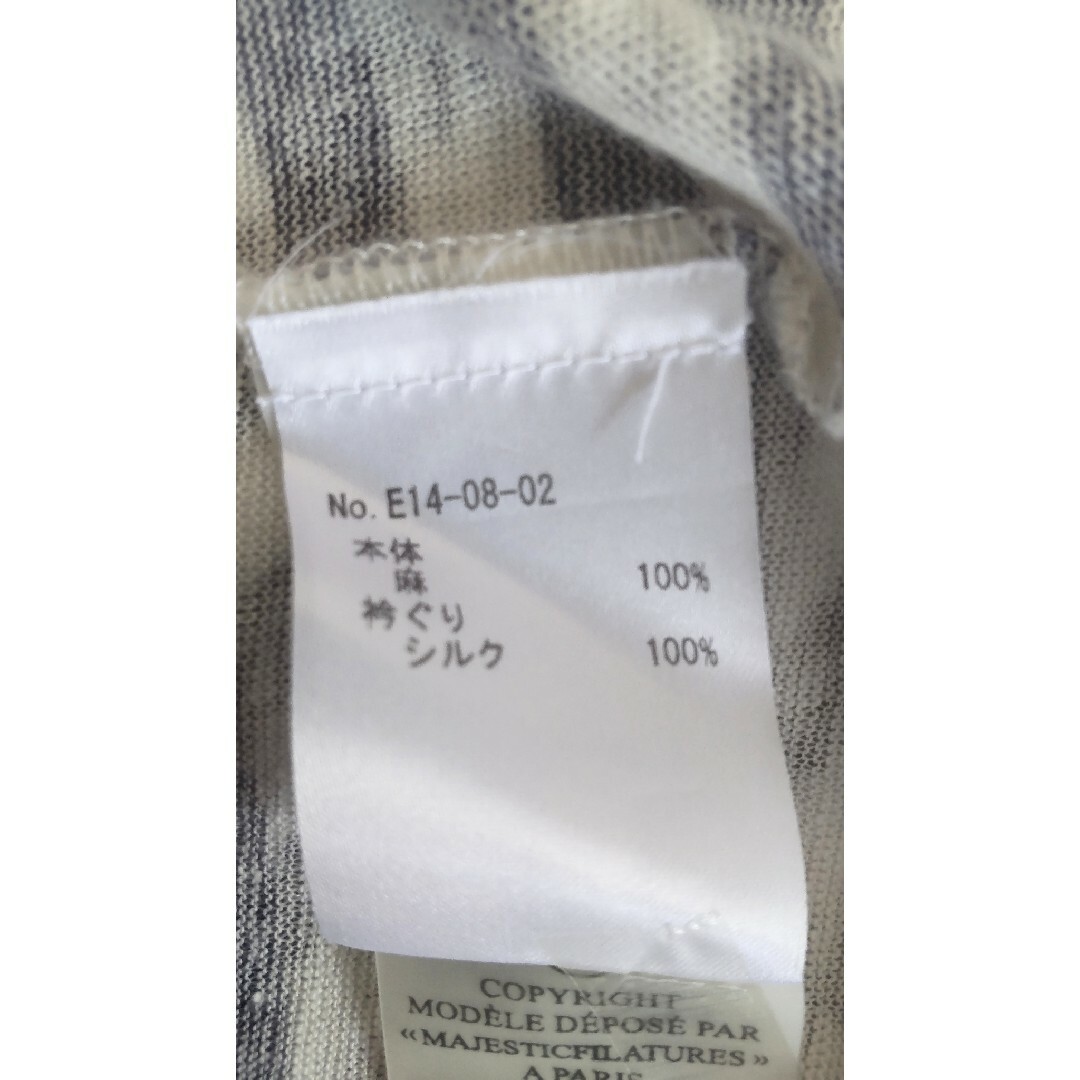 No. E14-08-02
本体
麻 100%
衿ぐり
シルク 100%
COPYRIGHT
MODÈLE DÉPOSÉ PAR
«MAJESTICFILATURES»
A PARIS